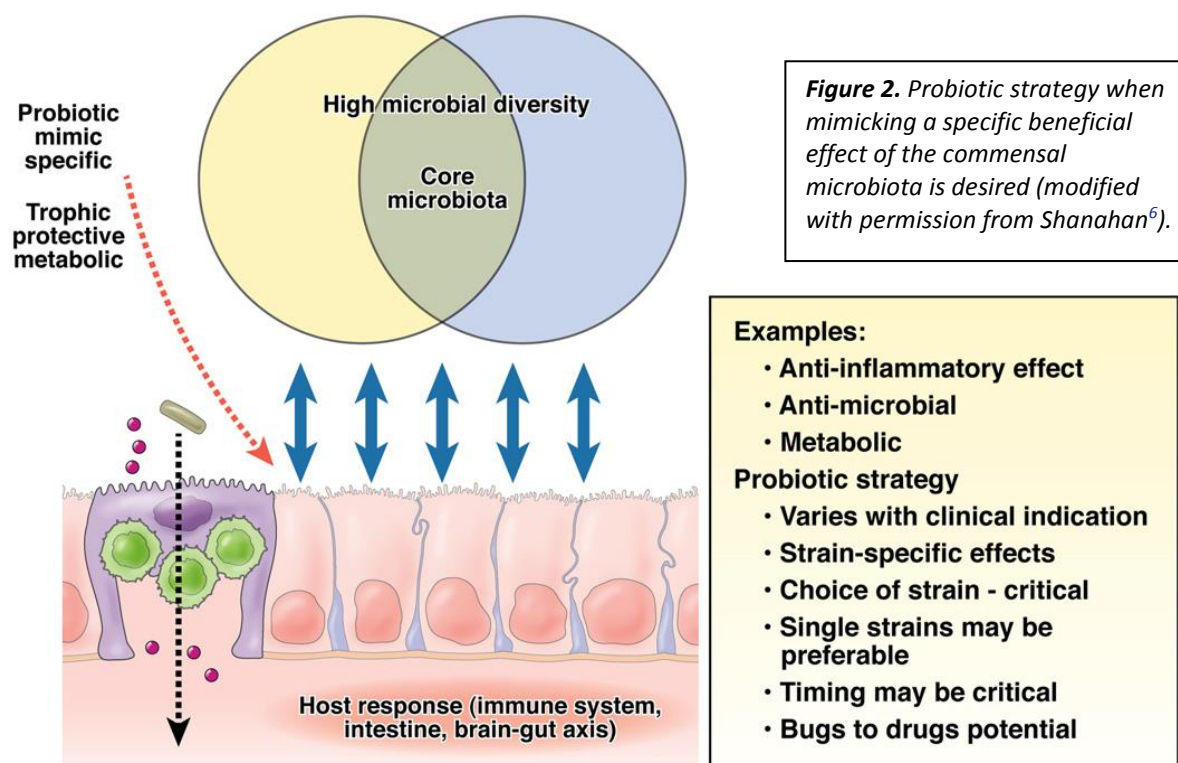 Probiotic
mimic
specific
Trophic
protective
metabolic
High microbial diversity
Core
microbiota
Host response (immune system,
intestine, brain-gut axis)
Figure 2. Probiotic strategy when
mimicking a specific beneficial
effect of the commensal
microbiota is desired (modified
with permission from Shanahan⁶).
Examples:
• Anti-inflammatory effect
• Anti-microbial
• Metabolic
Probiotic strategy
• Varies with clinical indication
• Strain-specific effects
• Choice of strain - critical
• Single strains may be
preferable
• Timing may be critical
• Bugs to drugs potential